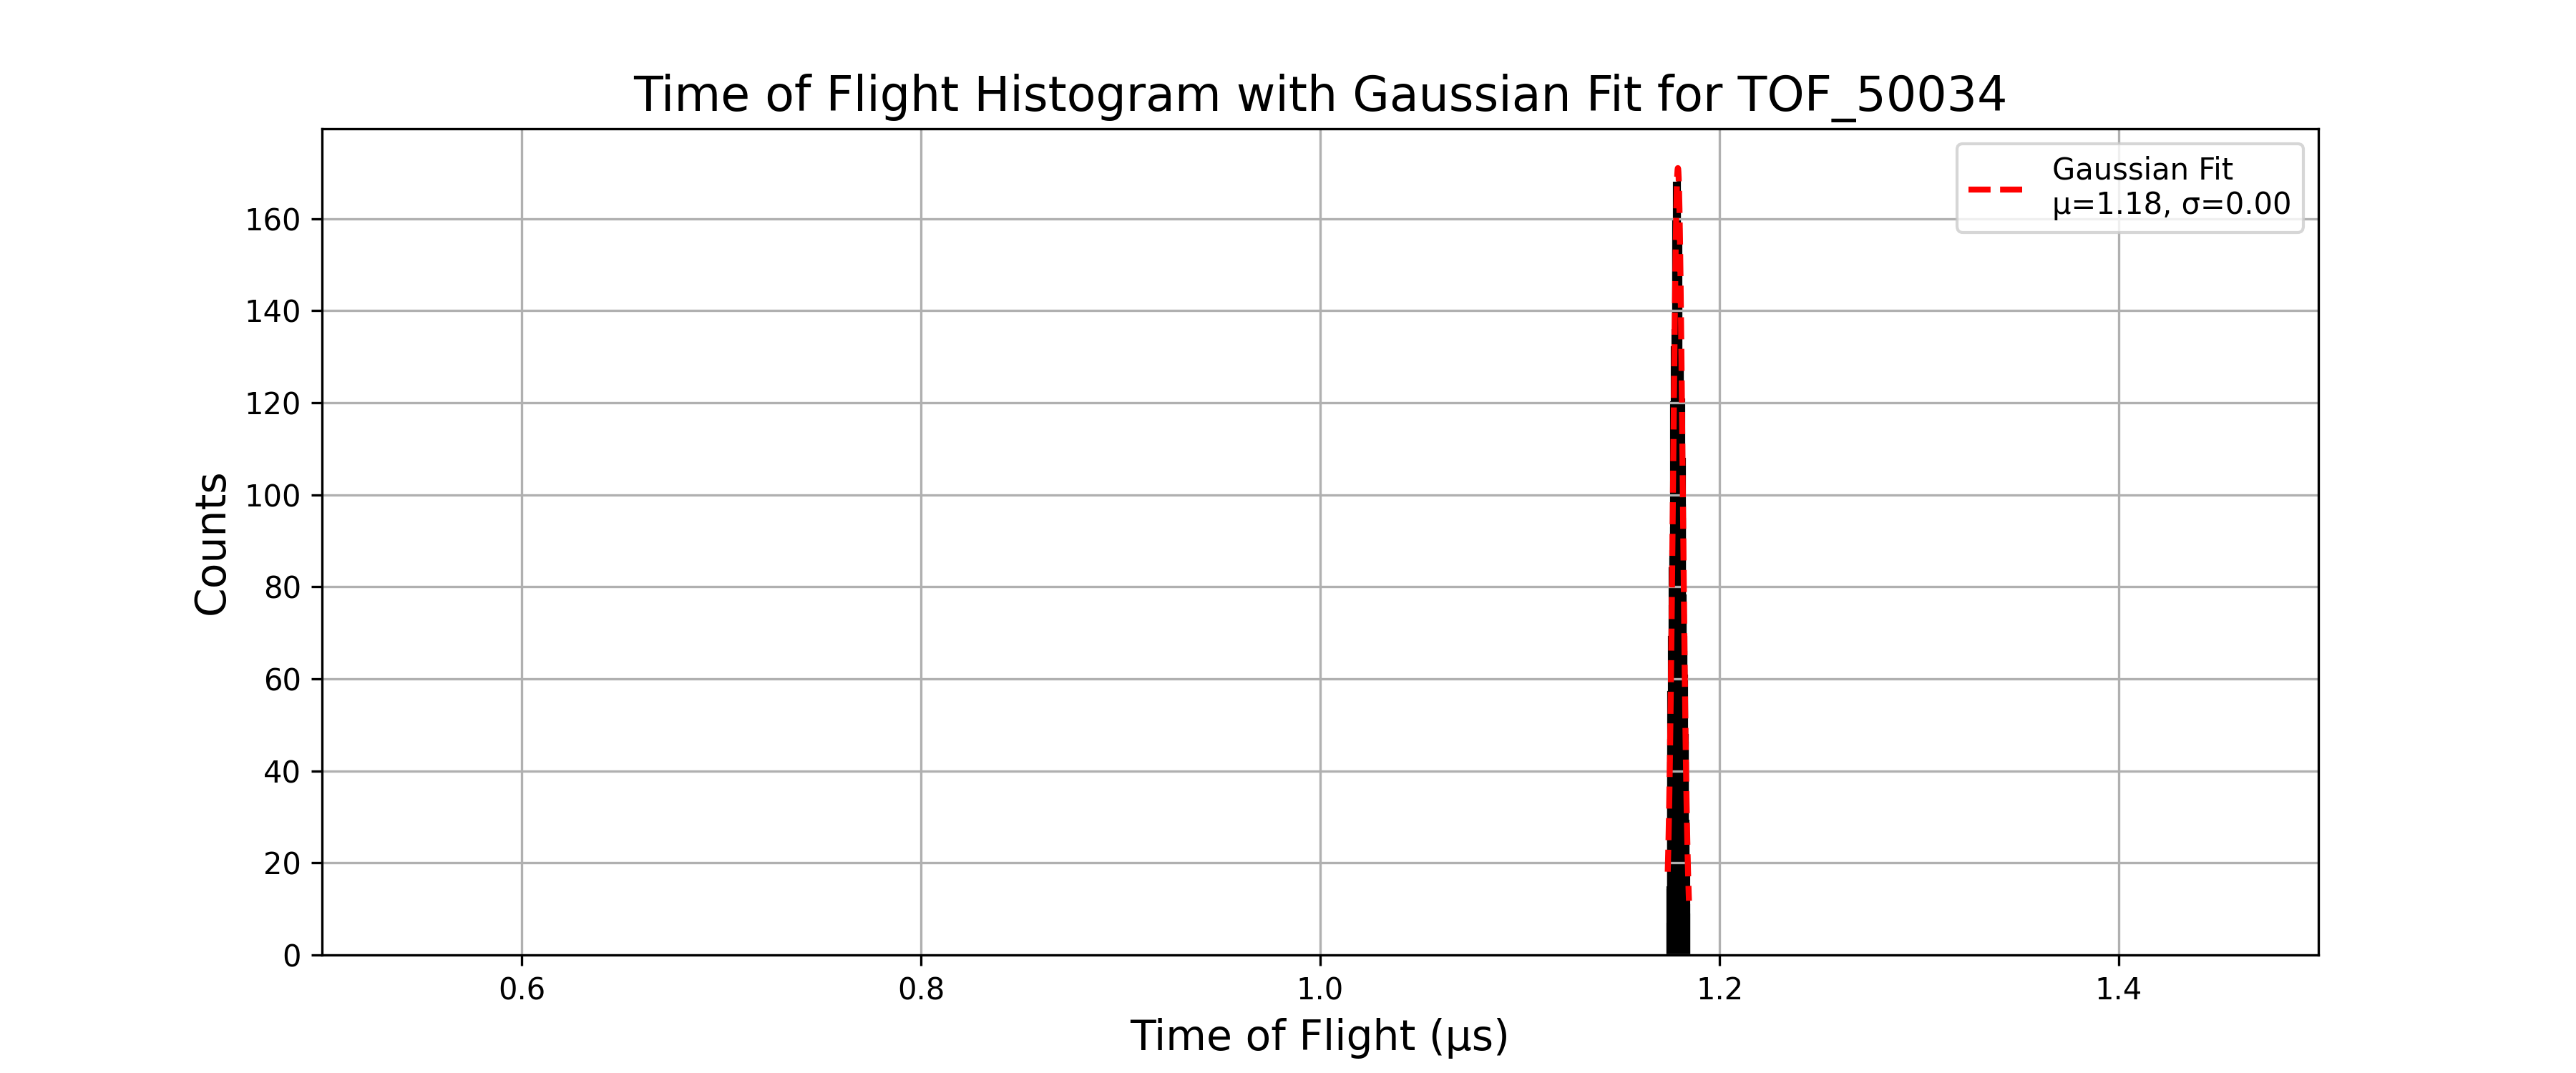 Time of Flight Histogram with Gaussian Fit for TOF_50034
Gaussian Fit
μ=1.18, σ=0.00
160
140
120
100
80
60
40
20
0
Counts
0.6 0.8 1.0 1.2 1.4
Time of Flight (μs)